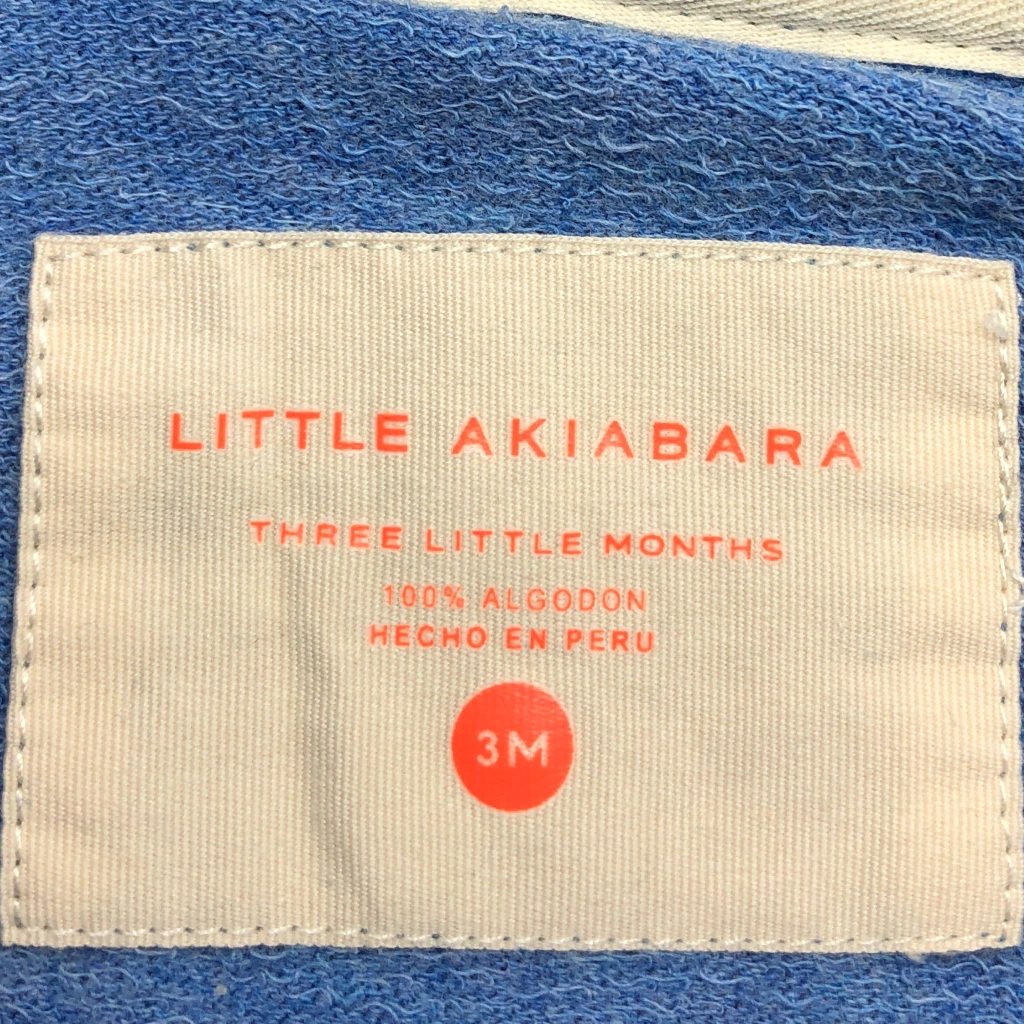 LITTLE AKIABARA
THREE LITTLE MONTHS
100% ALGODON
HECHO EN PERU
3M